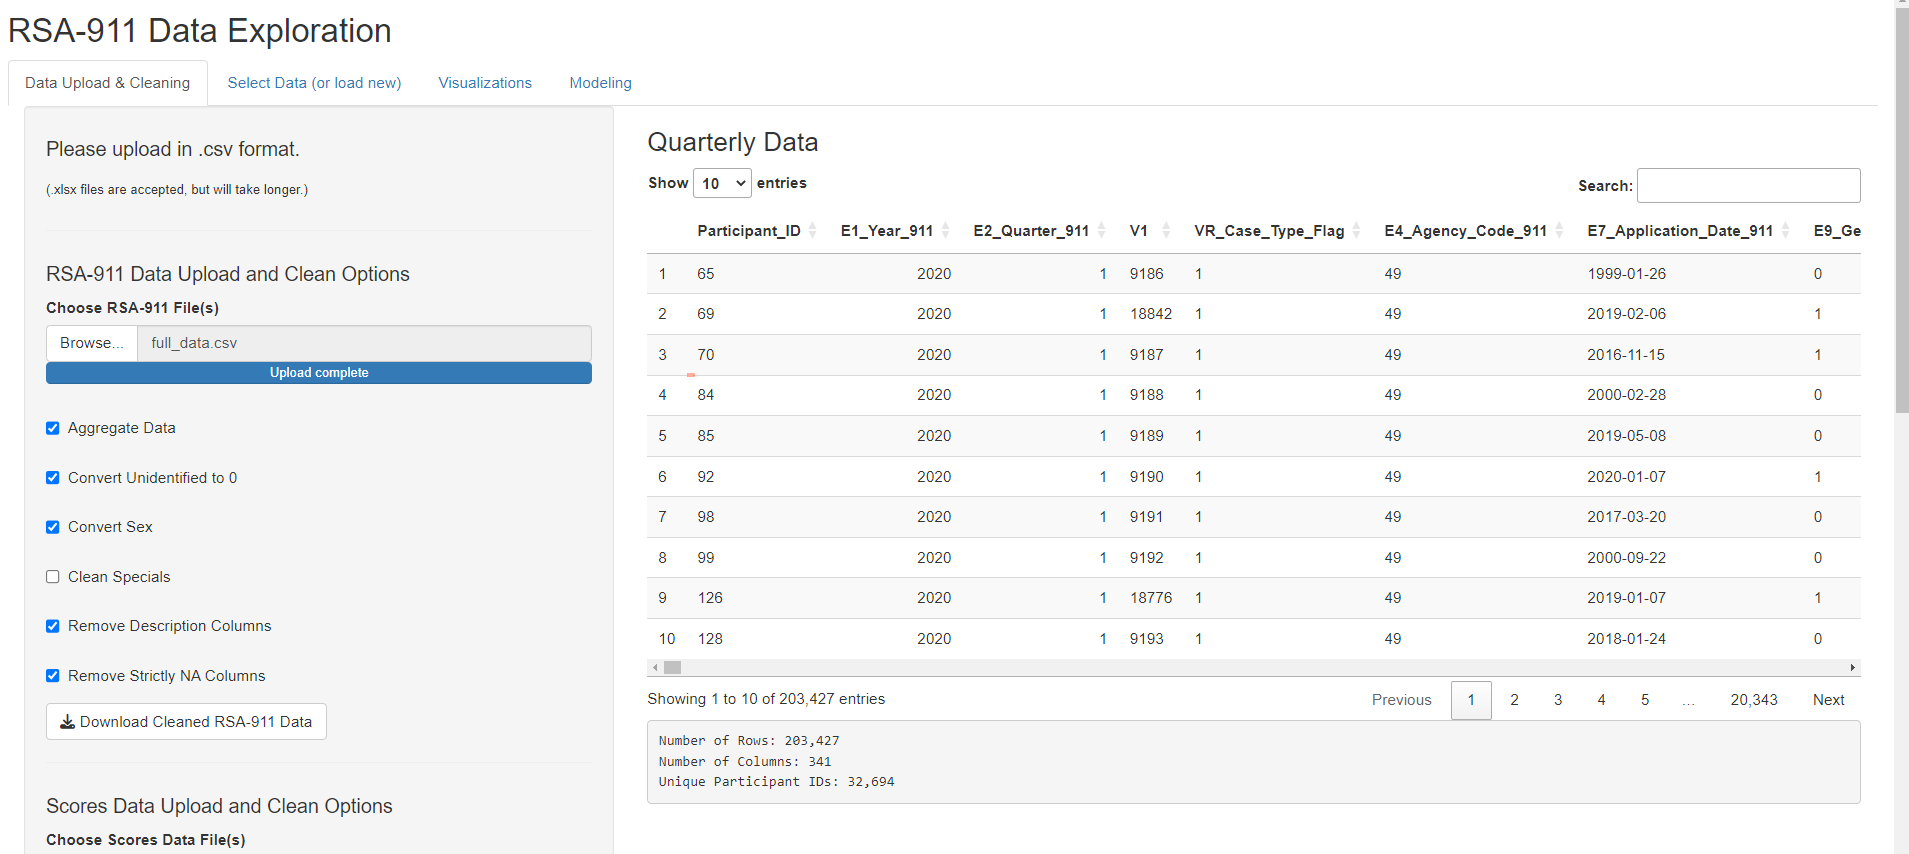 RSA-911 Data Exploration
Data Upload & Cleaning Select Data (or load new) Visualizations Modeling
Please upload in .csv format.
(.xlsx files are accepted, but will take longer.)
RSA-911 Data Upload and Clean Options
Choose RSA-911 File(s)
Browse... full_data.csv
Upload complete
Aggregate Data
Convert Unidentified to 0
Convert Sex
Clean Specials
Remove Description Columns
Remove Strictly NA Columns
Download Cleaned RSA-911 Data
Scores Data Upload and Clean Options
Choose Scores Data File(s)
Quarterly Data
Show 10 entries Search:
Participant_ID E1_Year_911 E2_Quarter_911 V1 VR_Case_Type_Flag E4_Agency_Code_911 E7_Application_Date_911 E9_Ge
1 65 2020 1 9186 1 49 1999-01-26 0
2 69 2020 1 18842 1 49 2019-02-06 1
3 70 2020 1 9187 1 49 2016-11-15 1
4 84 2020 1 9188 1 49 2000-02-28 0
5 85 2020 1 9189 1 49 2019-05-08 0
6 92 2020 1 9190 1 49 2020-01-07 1
7 98 2020 1 9191 1 49 2017-03-20 0
8 99 2020 1 9192 1 49 2000-09-22 0
9 126 2020 1 18776 1 49 2019-01-07 1
10 128 2020 1 9193 1 49 2018-01-24 0
Showing 1 to 10 of 203,427 entries Previous 1 2 3 4 5 ... 20,343 Next
Number of Rows: 203,427
Number of Columns: 341
Unique Participant IDs: 32,694